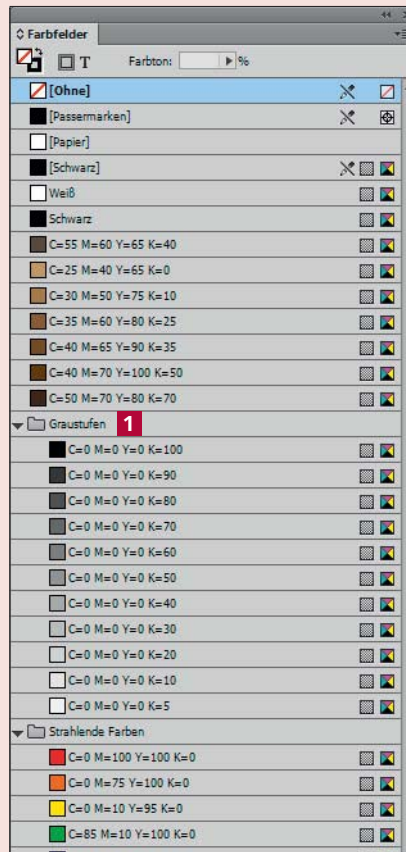 Farbfelder
T Farbton: %
[Ohne]
[Passermarken]
[Papier]
[Schwarz]
Weiß
Schwarz
C=55 M=60 Y=65 K=40
C=25 M=40 Y=65 K=0
C=30 M=50 Y=75 K=10
C=35 M=60 Y=80 K=25
C=40 M=65 Y=90 K=35
C=40 M=70 Y=100 K=50
C=50 M=70 Y=80 K=70
Graustufen 1
C=0 M=0 Y=0 K=100
C=0 M=0 Y=0 K=90
C=0 M=0 Y=0 K=80
C=0 M=0 Y=0 K=70
C=0 M=0 Y=0 K=60
C=0 M=0 Y=0 K=50
C=0 M=0 Y=0 K=40
C=0 M=0 Y=0 K=30
C=0 M=0 Y=0 K=20
C=0 M=0 Y=0 K=10
C=0 M=0 Y=0 K=5
Strahlende Farben
C=0 M=100 Y=100 K=0
C=0 M=75 Y=100 K=0
C=0 M=10 Y=95 K=0
C=85 M=10 Y=100 K=0